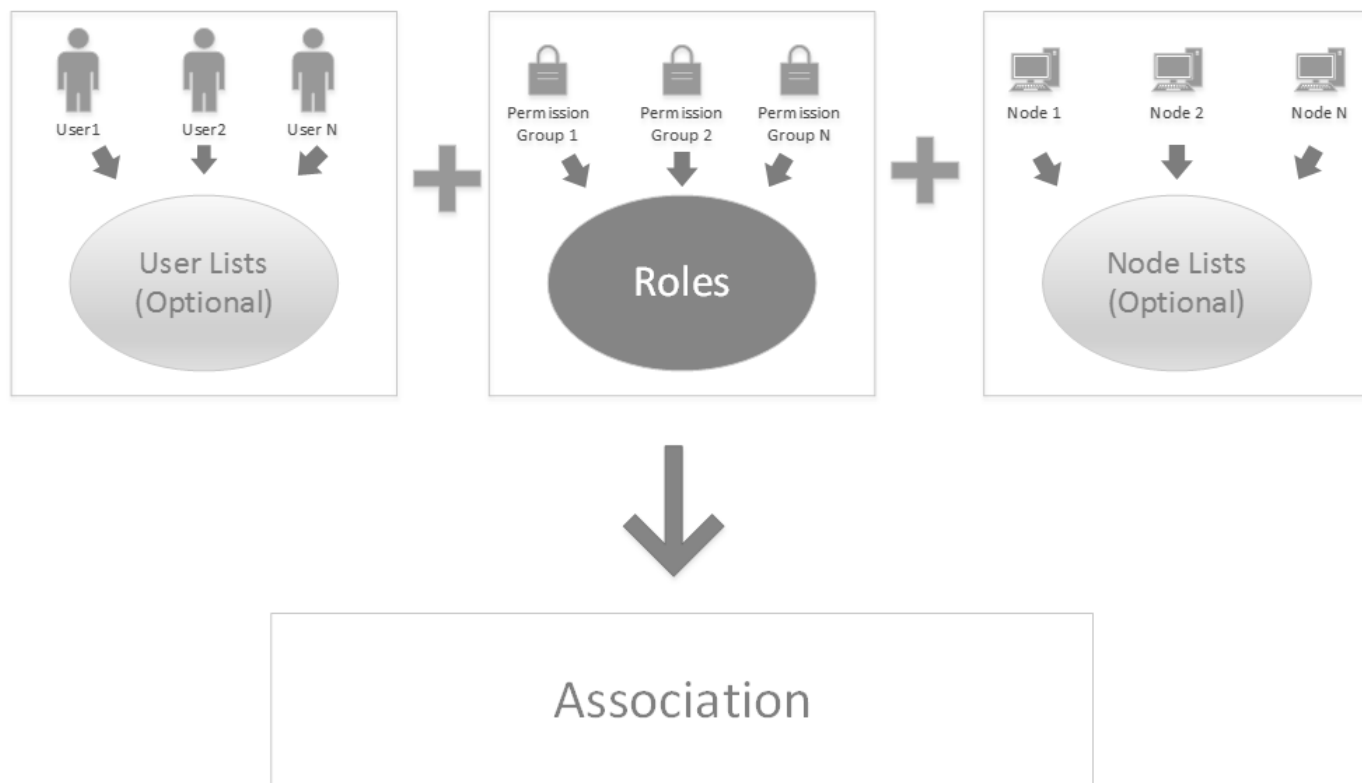 User1
User2
User N
User Lists
(Optional)
Permission
Group 1
Permission
Group 2
Permission
Group N
Roles
Node 1
Node 2
Node N
Node Lists
(Optional)
Association